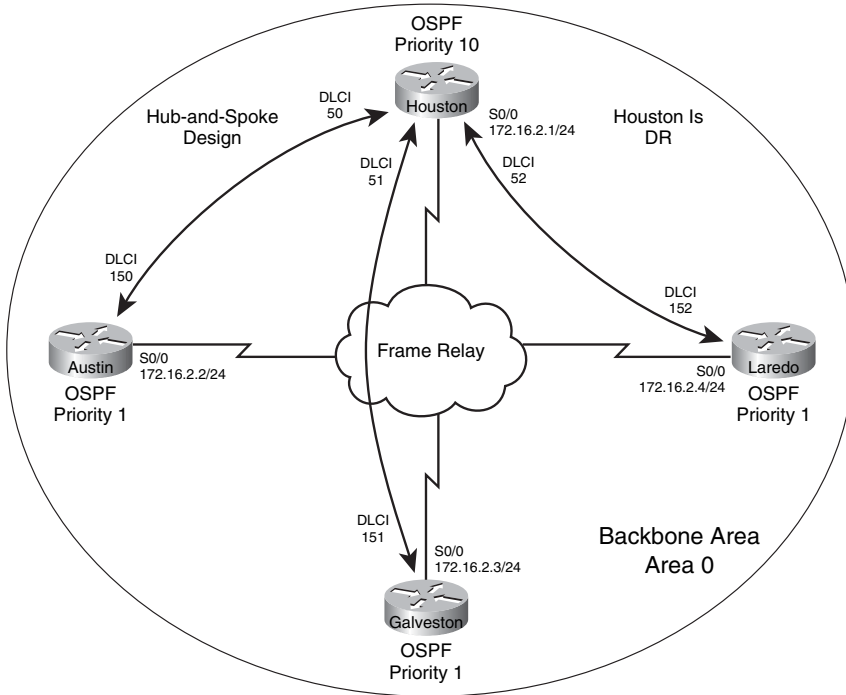 OSPF
Priority 10
Houston
S0/0
172.16.2.1/24
Hub-and-Spoke
Design
DLCI
50
DLCI
51
DLCI
52
Houston Is
DR
DLCI
150
DLCI
152
Austin
S0/0
172.16.2.2/24
OSPF
Priority 1
Frame Relay
Laredo
S0/0
172.16.2.4/24
OSPF
Priority 1
DLCI
151
S0/0
172.16.2.3/24
Galveston
OSPF
Priority 1
Backbone Area
Area 0